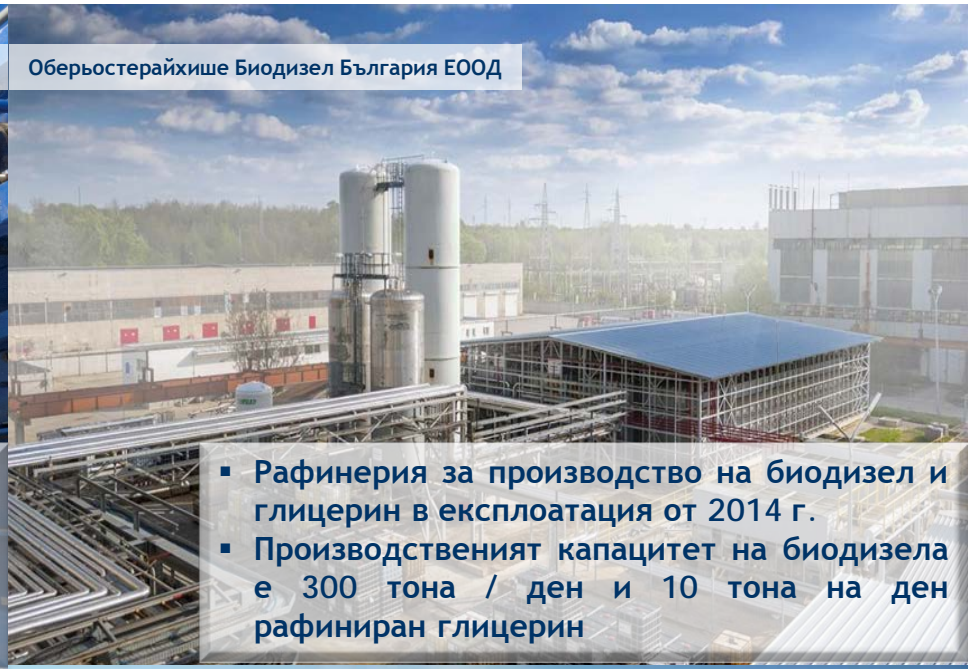 Оберьостерайхише Биодизел България ЕООД
▪ Рафинерия за производство на биодизел и
глицерин в експлоатация от 2014 г.
▪ Производственият капацитет на биодизела
е 300 тона / ден и 10 тона на ден
рафиниран глицерин